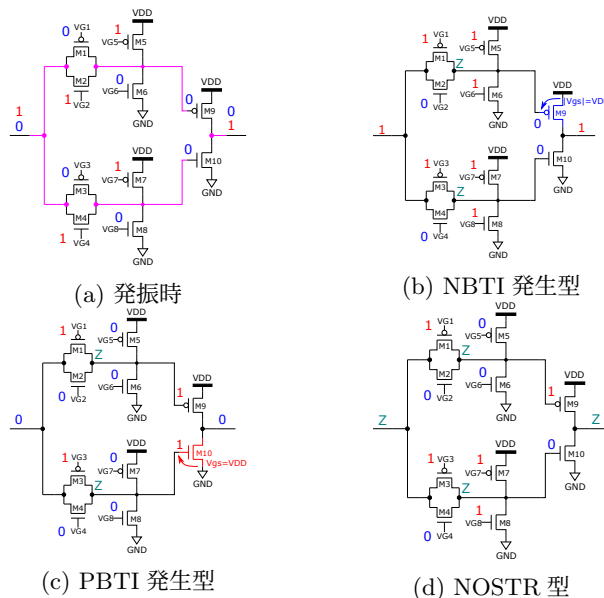 VDD
VG1
0
1
M1
VG5
M5
M2
0
VG6
M6
1
VG2
GND
VDD
0
M9
0
1
0
1
0
M10
GND
VG3
0
VDD
1
M3
VG7
M7
M4
0
VG8
M8
1
VG4
GND
(a) 発振時
VDD
VG1
1
1
M1
VG5
M5
Z
M2
1
VG6
M6
0
VG2
GND
|Vgs|=VD
M9
0
1
1
0
M10
GND
VG3
1
VDD
1
M3
VG7
M7
Z
M4
1
VG8
M8
0
VG4
GND
(b) NBTI 発生型
VDD
0
VG1
1
VG5
M5
M1
Z
M2
0
VG6
M6
0
VG2
GND
VDD
1
M9
0
0
1
M10
Vgs=VDD
GND
VG3
1
VDD
0
M3
VG7
M7
Z
M4
0
VG8
M8
0
VG4
GND
(c) PBTI 発生型
VDD
0
VG1
1
VG5
M5
M1
Z
M2
0
VG6
M6
0
VG2
GND
VDD
1
M9
Z
Z
0
M10
GND
VG3
1
VDD
1
M3
VG7
M7
Z
M4
1
VG8
M8
0
VG4
GND
(d) NOSTR 型